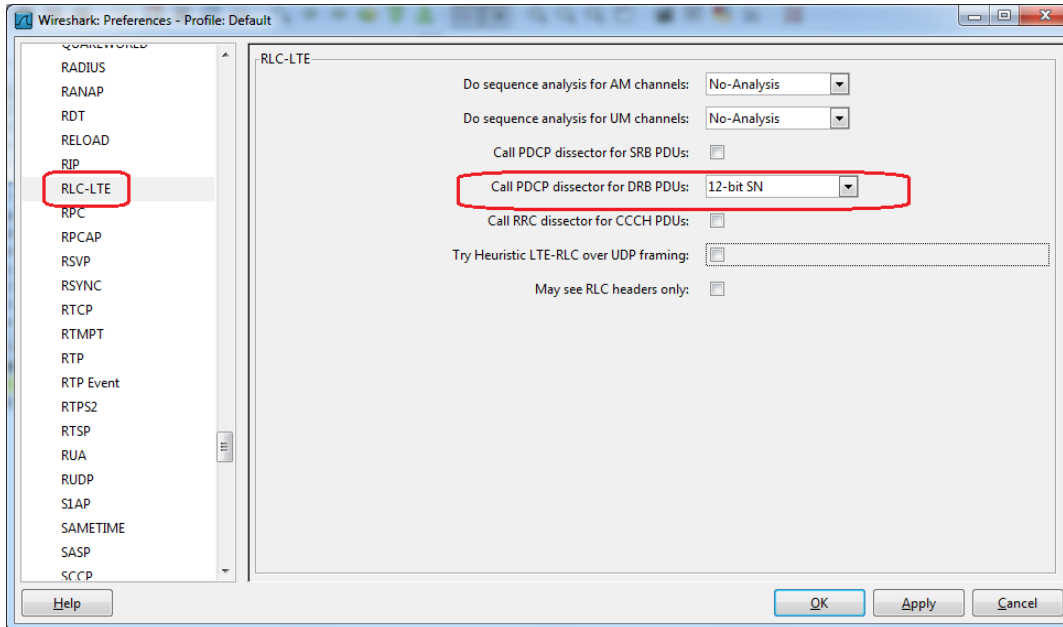 Wireshark: Preferences - Profile: Default
QUAKEWORLD
RADIUS
RANAP
RDT
RELOAD
RIP
RLC-LTE
RPC
RPCAP
RSVP
RSYNC
RTCP
RTMPT
RTP
RTP Event
RTPS2
RTSP
RUA
RUDP
S1AP
SAMETIME
SASP
SCCP
RLC-LTE
Do sequence analysis for AM channels: No-Analysis
Do sequence analysis for UM channels: No-Analysis
Call PDCP dissector for SRB PDUs:
Call PDCP dissector for DRB PDUs: 12-bit SN
Call RRC dissector for CCCH PDUs:
Try Heuristic LTE-RLC over UDP framing:
May see RLC headers only:
Help OK Apply Cancel